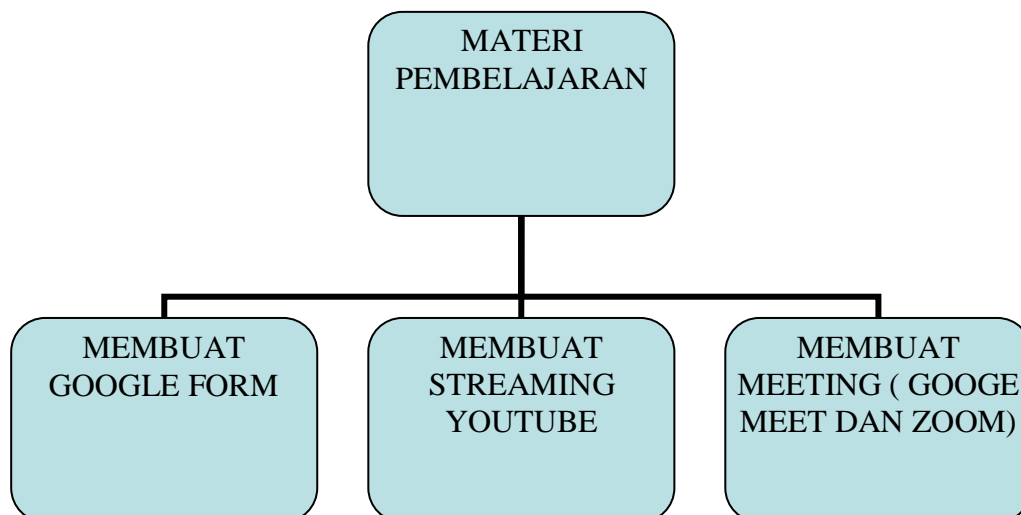 MATERI
PEMBELAJARAN
MEMBUAT
GOOGLE FORM
MEMBUAT
STREAMING
YOUTUBE
MEMBUAT
MEETING ( GOOGE
MEET DAN ZOOM)